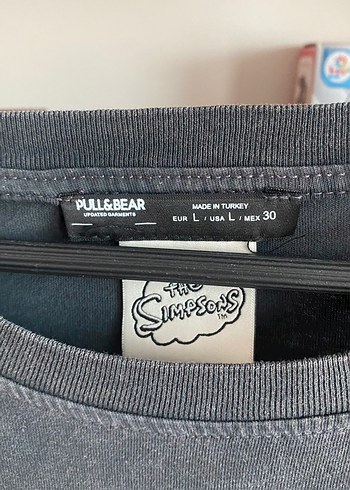 PULL&BEAR
UPDATED GARMENTS
MADE IN TURKEY
EUR L / USA L / MEX 30
THE
SIMPSONS
TM